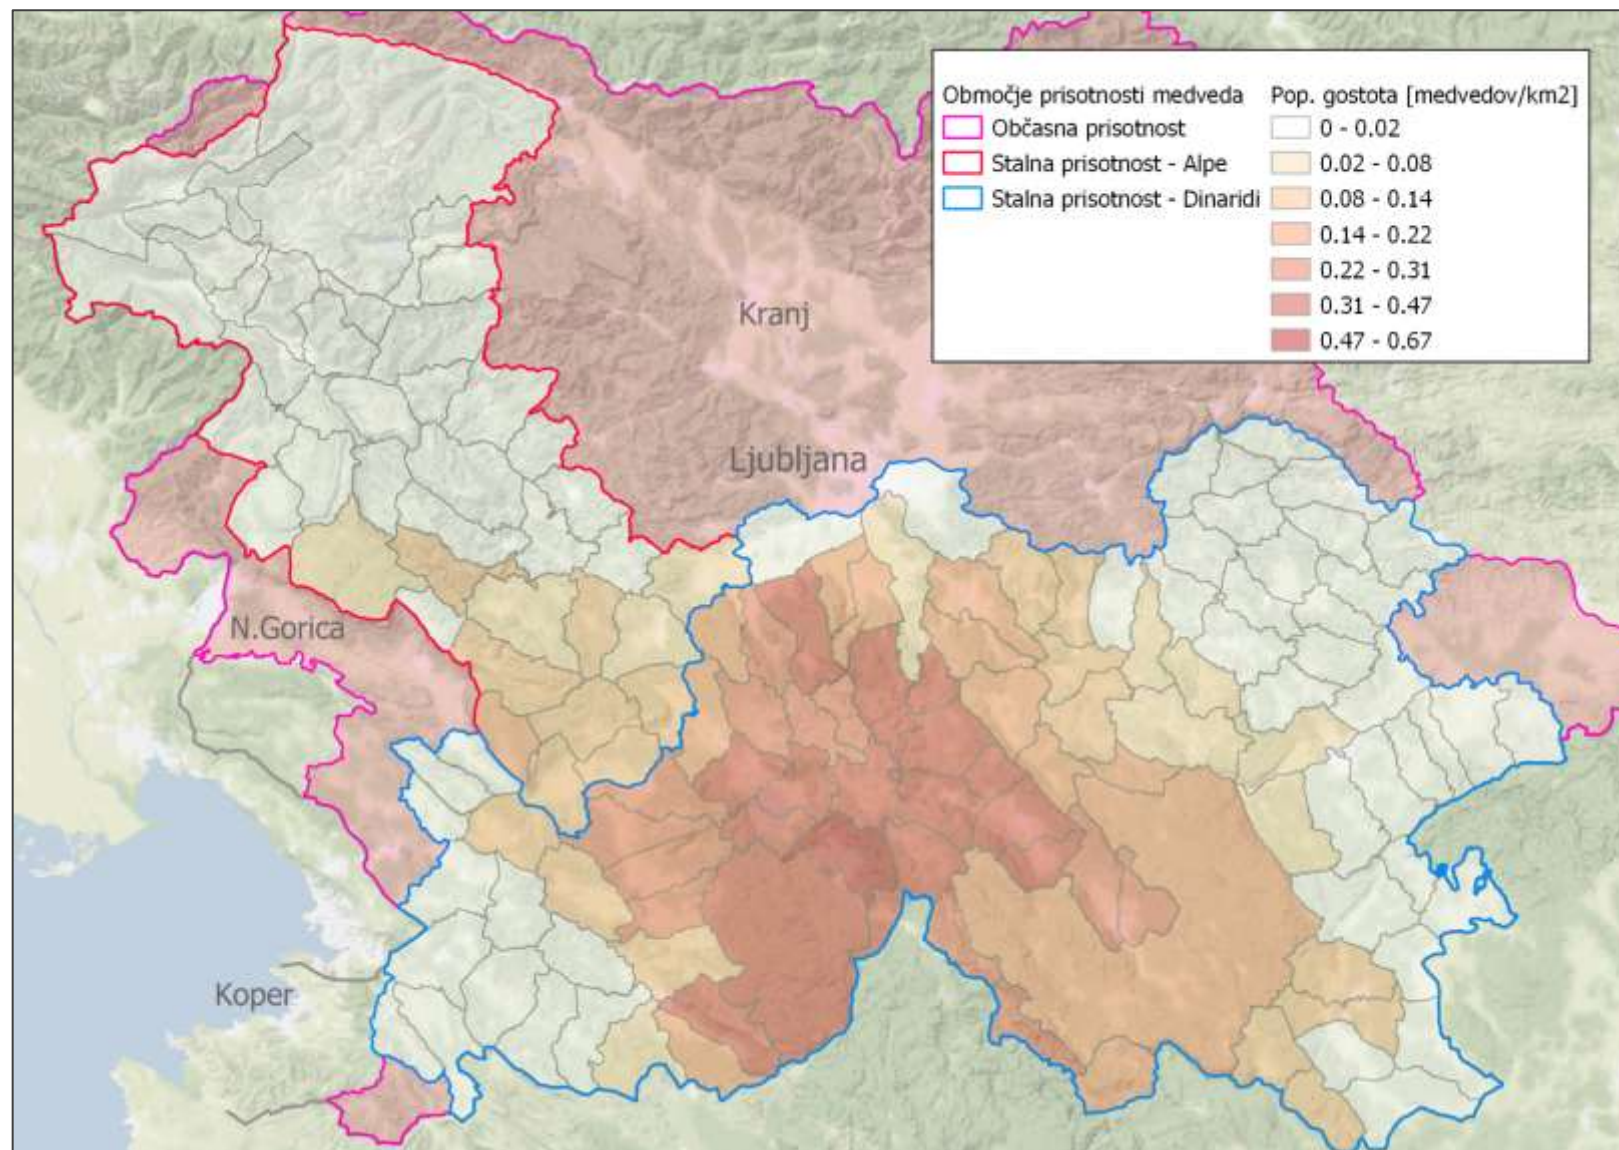 Območje prisotnosti medveda
Občasna prisotnost
Stalna prisotnost - Alpe
Stalna prisotnost - Dinaridi
Pop. gostota [medvedov/km2]
0 - 0.02
0.02 - 0.08
0.08 - 0.14
0.14 - 0.22
0.22 - 0.31
0.31 - 0.47
0.47 - 0.67
Kranj
Ljubljana
N.Gorica
Koper